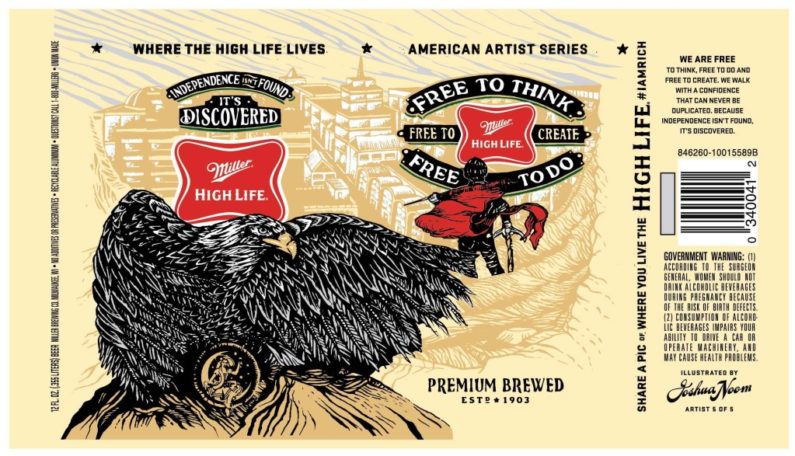 ★ WHERE THE HIGH LIFE LIVES ★ AMERICAN ARTIST SERIES ★
INDEPENDENCE ISN'T FOUND
IT'S
DISCOVERED
Miller
HIGH LIFE
FREE TO THINK
FREE TO
Miller
HIGH LIFE
CREATE
FREE TO DO
PREMIUM BREWED
ESTD ★ 1903
12 FL. OZ. (.355 LITERS) BEER MILLER BREWING CO. MILWAUKEE, WI • NO ADDITIVES OR PRESERVATIVES • RECYCLABLE ALUMINUM • QUESTIONS? CALL 1-800-MILLER6 • UNION MADE
SHARE A PIC OF WHERE YOU LIVE THE HIGH LIFE. #IAMRICH
WE ARE FREE
TO THINK, FREE TO DO AND
FREE TO CREATE. WE WALK
WITH A CONFIDENCE
THAT CAN NEVER BE
DUPLICATED. BECAUSE
INDEPENDENCE ISN'T FOUND,
IT'S DISCOVERED.
846260-10015589B
0 340041 2
GOVERNMENT WARNING: (1)
ACCORDING TO THE SURGEON
GENERAL, WOMEN SHOULD NOT
DRINK ALCOHOLIC BEVERAGES
DURING PREGNANCY BECAUSE
OF THE RISK OF BIRTH DEFECTS.
(2) CONSUMPTION OF ALCOHO-
LIC BEVERAGES IMPAIRS YOUR
ABILITY TO DRIVE A CAR OR
OPERATE MACHINERY, AND
MAY CAUSE HEALTH PROBLEMS.
ILLUSTRATED BY
Joshua Noom
ARTIST 5 OF 5